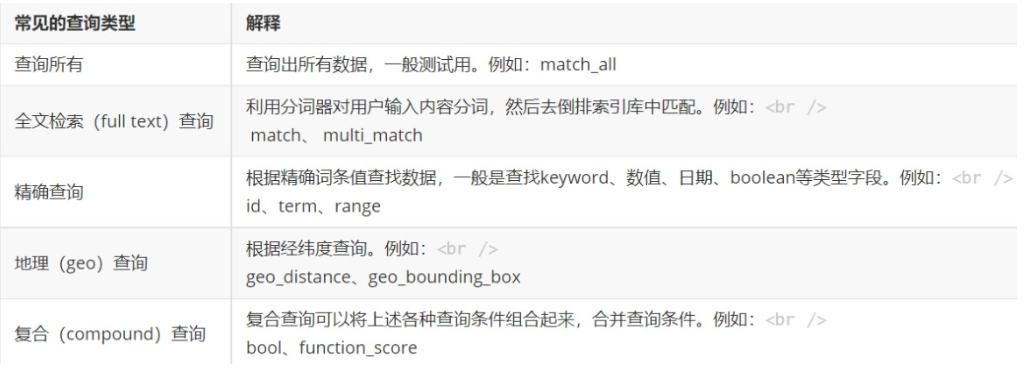 常见的查询类型 解释
查询所有 查询出所有数据，一般测试用。例如：match_all
全文检索（full text）查询 利用分词器对用户输入内容分词，然后去倒排索引库中匹配。例如：<br />
match、 multi_match
精确查询 根据精确词条值查找数据，一般是查找keyword、数值、日期、boolean等类型字段。例如：<br />
id、term、range
地理（geo）查询 根据经纬度查询。例如：<br />
geo_distance、geo_bounding_box
复合（compound）查询 复合查询可以将上述各种查询条件组合起来，合并查询条件。例如：<br />
bool、function_score